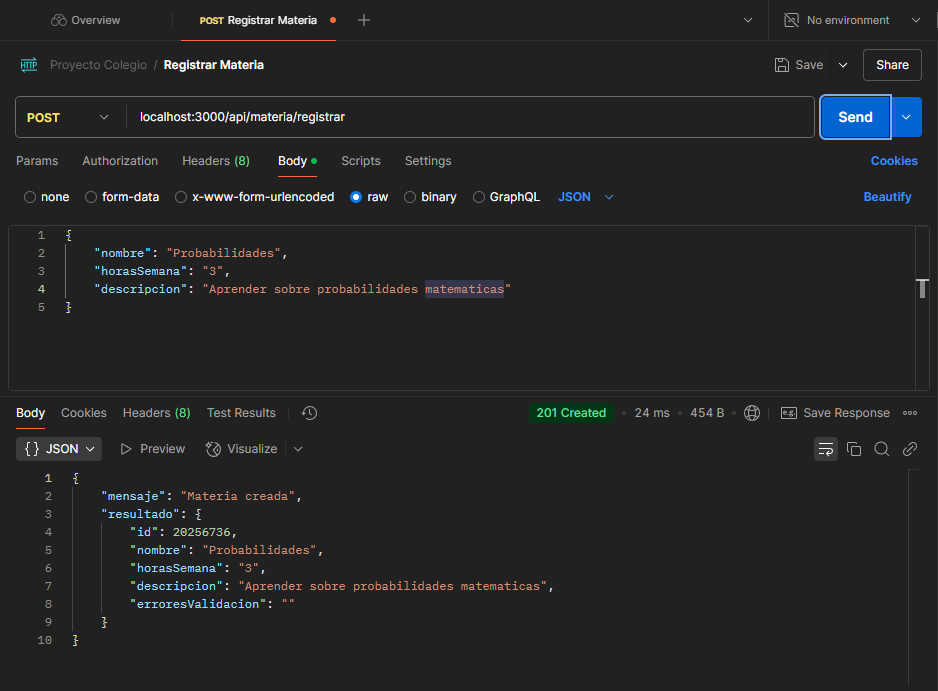 Overview
POST Registrar Materia
No environment
HTTP Proyecto Colegio / Registrar Materia
Save
Share
POST
localhost:3000/api/materia/registrar
Send
Params Authorization Headers (8) Body Scripts Settings Cookies
none form-data x-www-form-urlencoded raw binary GraphQL JSON Beautify
1 {
2 "nombre": "Probabilidades",
3 "horasSemana": "3",
4 "descripcion": "Aprender sobre probabilidades matematicas"
5 }
Body Cookies Headers (8) Test Results 201 Created • 24 ms • 454 B • e.g. Save Response
{} JSON Preview Visualize
1 {
2 "mensaje": "Materia creada",
3 "resultado": {
4 "id": 20256736,
5 "nombre": "Probabilidades",
6 "horasSemana": "3",
7 "descripcion": "Aprender sobre probabilidades matematicas",
8 "erroresValidacion": ""
9 }
10 }